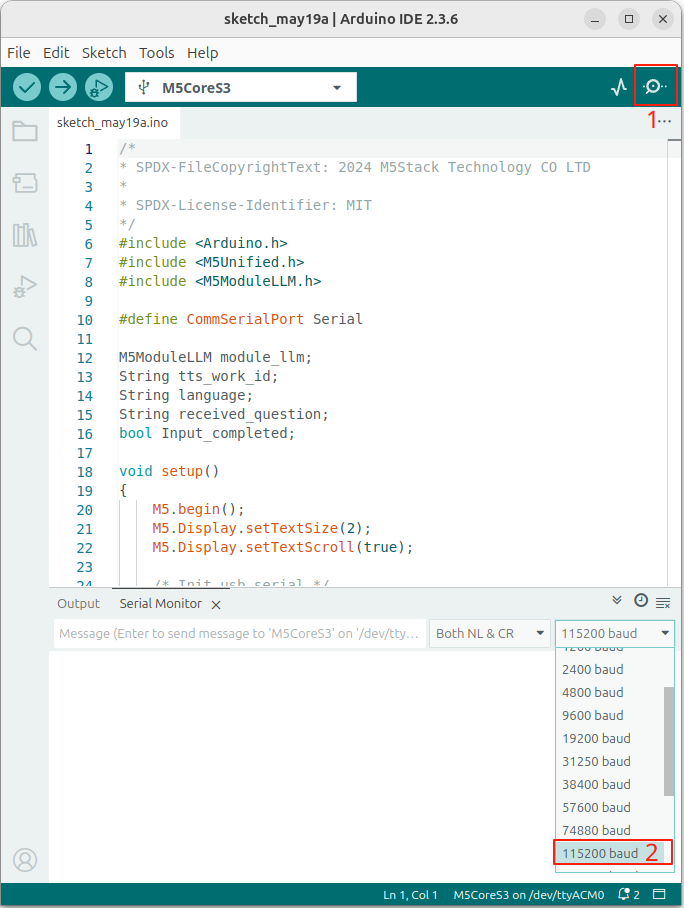 sketch_may19a | Arduino IDE 2.3.6
File Edit Sketch Tools Help
M5CoreS3
1
sketch_may19a.ino
1 /*
2 * SPDX-FileCopyrightText: 2024 M5Stack Technology CO LTD
3 *
4 * SPDX-License-Identifier: MIT
5 */
6 #include <Arduino.h>
7 #include <M5Unified.h>
8 #include <M5ModuleLLM.h>
9
10 #define CommSerialPort Serial
11
12 M5ModuleLLM module_llm;
13 String tts_work_id;
14 String language;
15 String received_question;
16 bool Input_completed;
17
18 void setup()
19 {
20 M5.begin();
21 M5.Display.setTextSize(2);
22 M5.Display.setTextScroll(true);
23
24 /* Init usb serial */
Output Serial Monitor
Message (Enter to send message to 'M5CoreS3' on '/dev/tty... Both NL & CR 115200 baud
1200 baud
2400 baud
4800 baud
9600 baud
19200 baud
31250 baud
38400 baud
57600 baud
74880 baud
115200 baud 2
Ln 1, Col 1 M5CoreS3 on /dev/ttyACM0 2